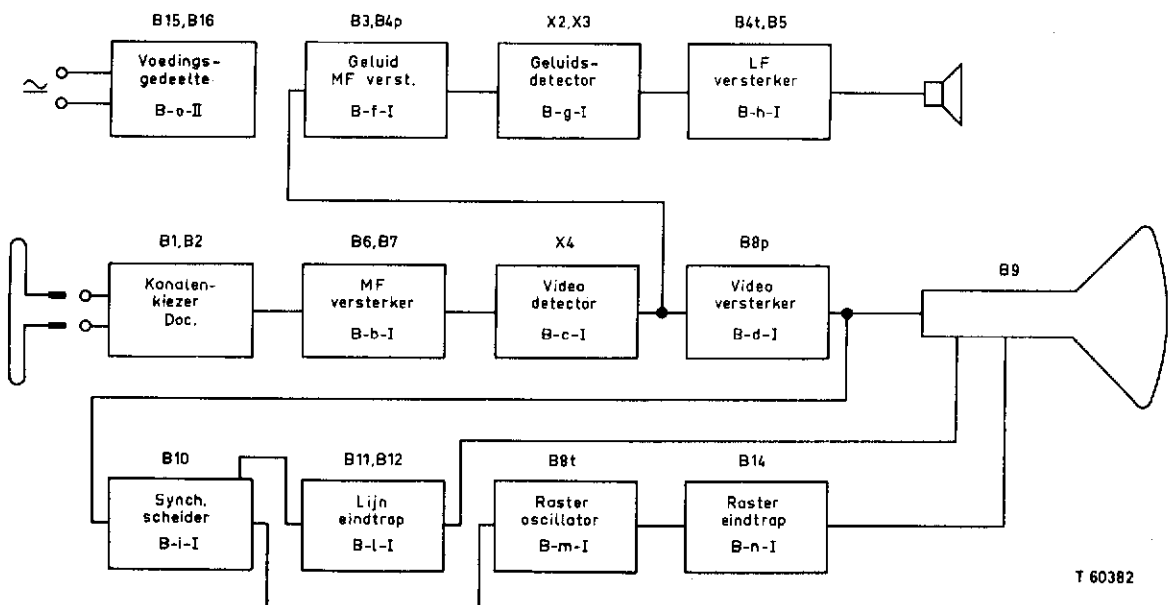 B15, B16
Voedings-
gedeelte
B-a-II
B3, B4p
Geluid
MF verst.
B-f-I
X2, X3
Geluids-
detector
B-g-I
B4t, B5
LF
versterker
B-h-I
B1, B2
Kanalen-
kiezer
Doc.
B6, B7
MF
versterker
B-b-I
X4
Video
detector
B-c-I
B8p
Video
versterker
B-d-I
B9
B10
Synch.
scheider
B-i-I
B11, B12
Lijn
eindtrap
B-l-I
B8t
Raster
oscillator
B-m-I
B14
Raster
eindtrap
B-n-I
T 60382